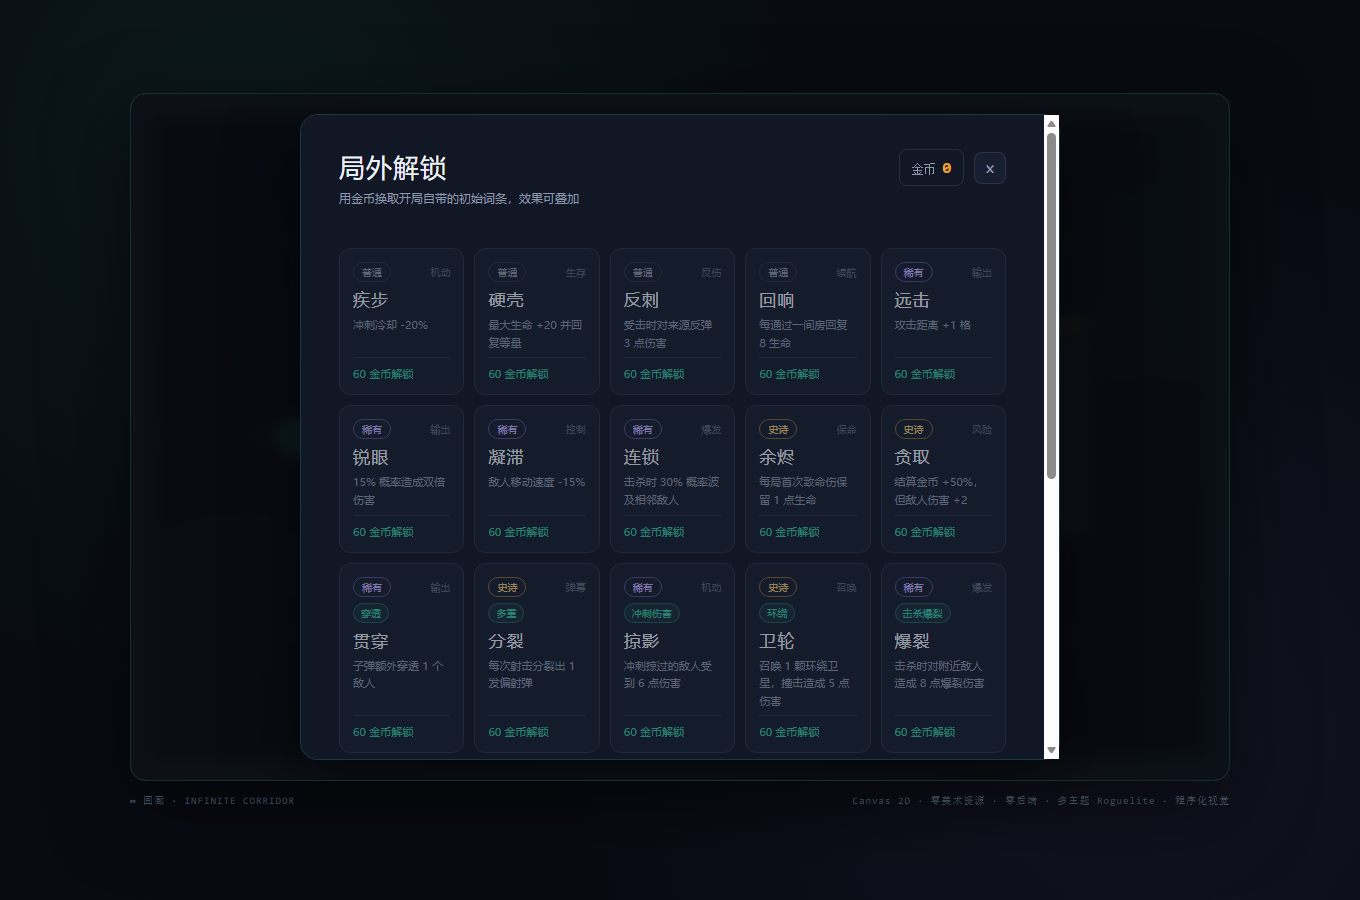 局外解锁
金币 0
×
用金币换取开局自带的初始词条，效果可叠加
普通 机动
疾步
冲刺冷却 -20%
60 金币解锁
普通 生存
硬壳
最大生命 +20 并回
复等量
60 金币解锁
普通 反伤
反刺
受击时对来源反弹
3 点伤害
60 金币解锁
普通 续航
回响
每通过一间房回复
8 生命
60 金币解锁
稀有 输出
远击
攻击距离 +1 格
60 金币解锁
稀有 输出
锐眼
15% 概率造成双倍
伤害
60 金币解锁
稀有 控制
凝滞
敌人移动速度 -15%
60 金币解锁
稀有 爆发
连锁
击杀时 30% 概率波
及相邻敌人
60 金币解锁
史诗 保命
余烬
每局首次致命伤保
留 1 点生命
60 金币解锁
史诗 风险
贪取
结算金币 +50%，
但敌人伤害 +2
60 金币解锁
稀有 输出
穿透
贯穿
子弹额外穿透 1 个
敌人
60 金币解锁
史诗 弹幕
多重
分裂
每次射击分裂出 1
发偏射弹
60 金币解锁
稀有 机动
冲刺伤害
掠影
冲刺掠过的敌人受
到 6 点伤害
60 金币解锁
史诗 召唤
环绕
卫轮
召唤 1 颗环绕卫
星，撞击造成 5 点
伤害
60 金币解锁
稀有 爆发
击杀爆裂
爆裂
击杀时对附近敌人
造成 8 点爆裂伤害
60 金币解锁
∞ 回廊 · INFINITE CORRIDOR
Canvas 2D · 零美术资源 · 零后端 · 多主题 Roguelite · 程序化视觉